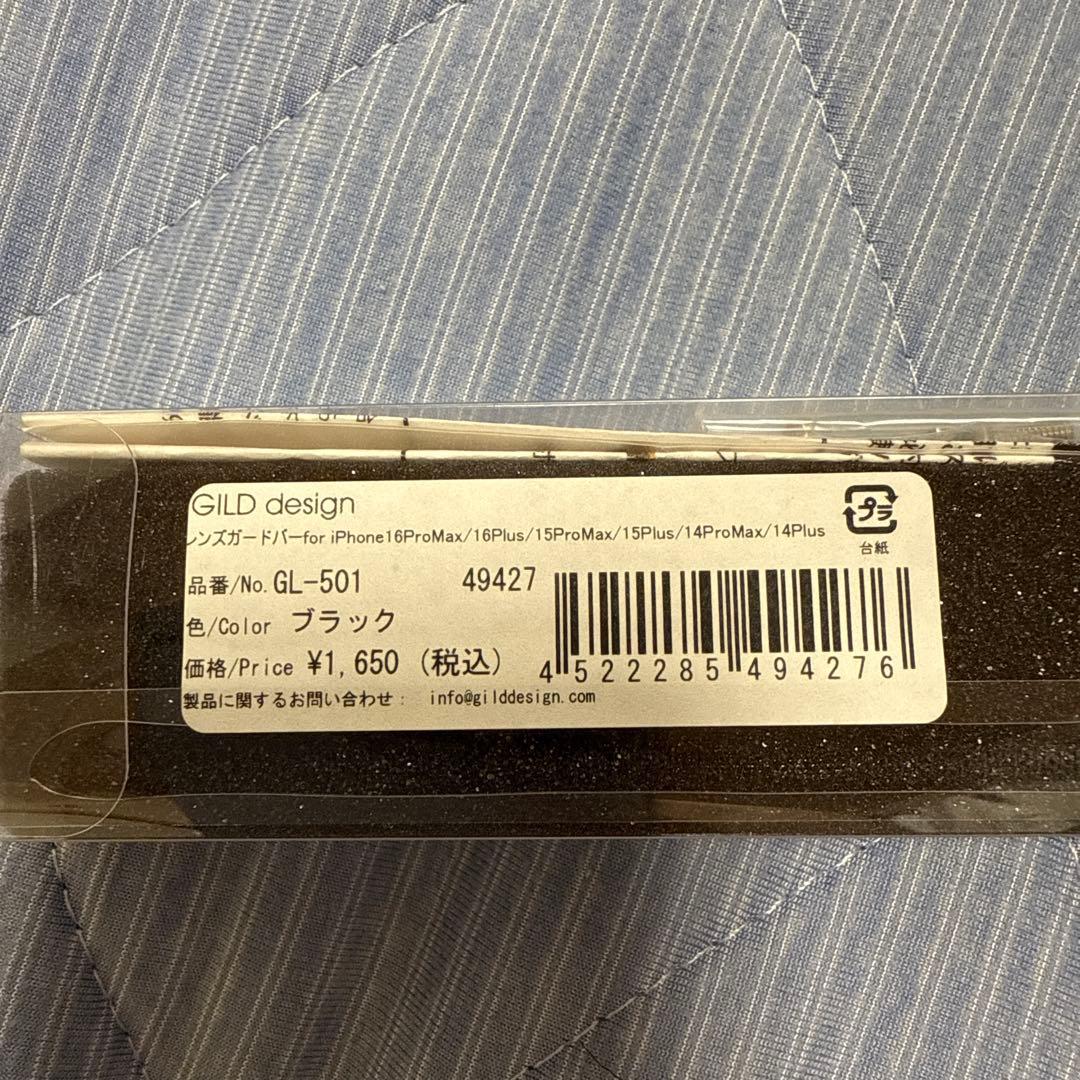 GILD design
レンズガードバーfor iPhone16ProMax/16Plus/15ProMax/15Plus/14ProMax/14Plus
プラ
台紙
品番/No. GL-501 49427
色/Color ブラック
価格/Price ¥1,650 (税込)
4 522285 494276
製品に関するお問い合わせ: info@gilddesign.com